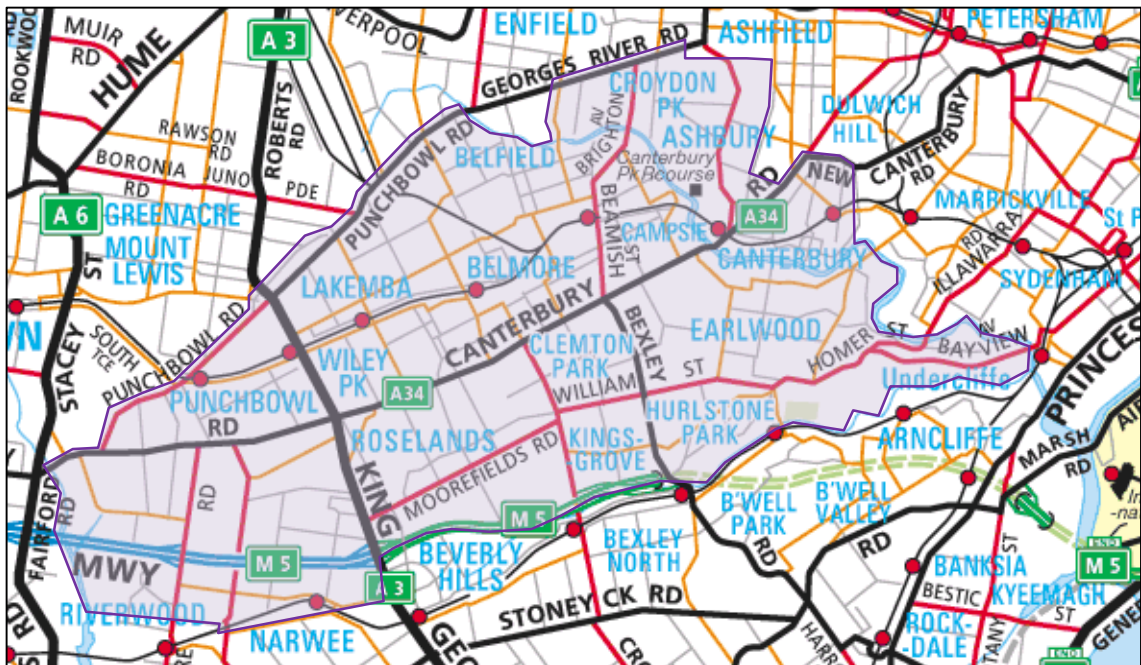 ROOKWOOD
MUIR
RD
HUME
A 3
LIVERPOOL
ENFIELD
GEORGES RIVER RD
ASHFIELD
PETERSHAM
ROBERTS
RD
RAWSON
RD
BORONIA
RD
JUNO
PDE
PUNCHBOWL RD
BELFIELD
BRIGHTON
AV
CROYDON
PK
ASHBURY
Canterbury
Pk Rcourse
DULWICH
HILL
CANTERBURY
RD
NEW
RD
MARRICKVILLE
A 6
GREENACRE
MOUNT
LEWIS
ST
STACEY
SOUTH
TCE
PUNCHBOWL RD
LAKEMBA
BELMORE
BEAMISH
ST
CAMPSIE
A34
CANTERBURY
ILLAWARRA
RD
SYDENHAM
CANTERBURY
WILEY
PK
A34
CLEMTON
PARK
BEXLEY
EARLWOOD
HOMER ST
BAYVIEW
AV
Undercliffe
PRINCES
PUNCHBOWL
RD
ROSELANDS
WILLIAM ST
HURLSTONE
PARK
KINGS-
-GROVE
MOOREFIELDS RD
ARNCLIFFE
MARSH
RD
FAIRFORD
RD
RD
KING
M 5
MWY
M 5
BEVERLY
HILLS
BEXLEY
NORTH
B'WELL
PARK
B'WELL
VALLEY
RD
RD
BANKSIA
BESTIC
ST
KYEEMAGH
ST
END
M 5
A 3
RIVERWOOD
NARWEE
STONEY CK RD
ROCK-
-DALE
END